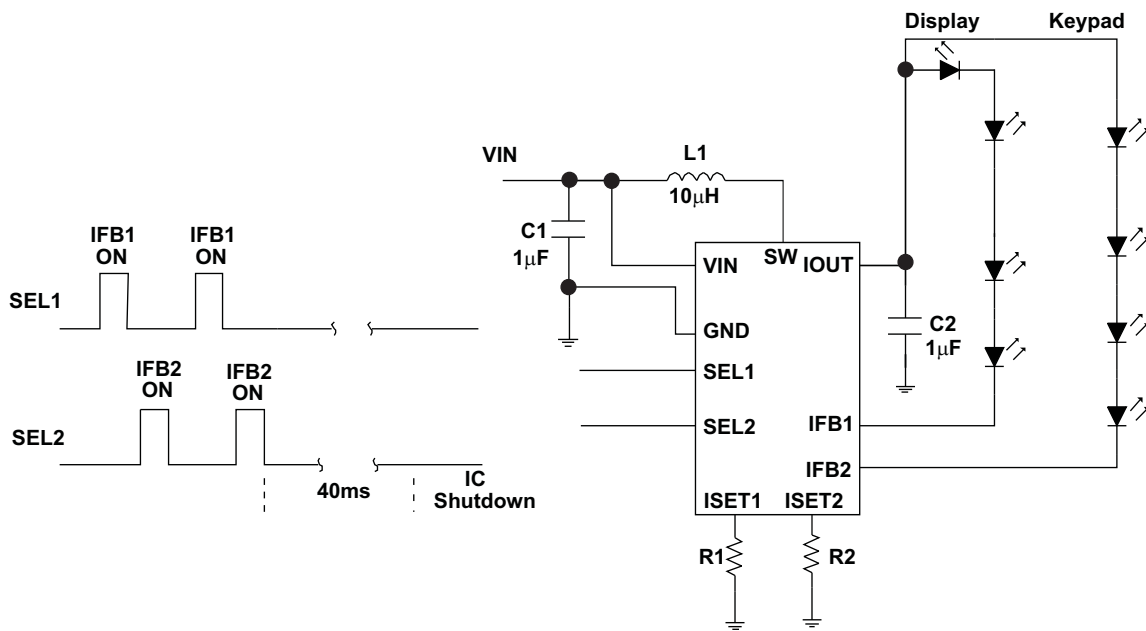 Display
Keypad
VIN
L1
10μH
C1
1μF
VIN
SW
IOUT
GND
C2
1μF
SEL1
SEL2
IFB1
IFB2
ISET1
ISET2
R1
R2
IFB1
ON
IFB1
ON
SEL1
IFB2
ON
IFB2
ON
SEL2
40ms
IC
Shutdown